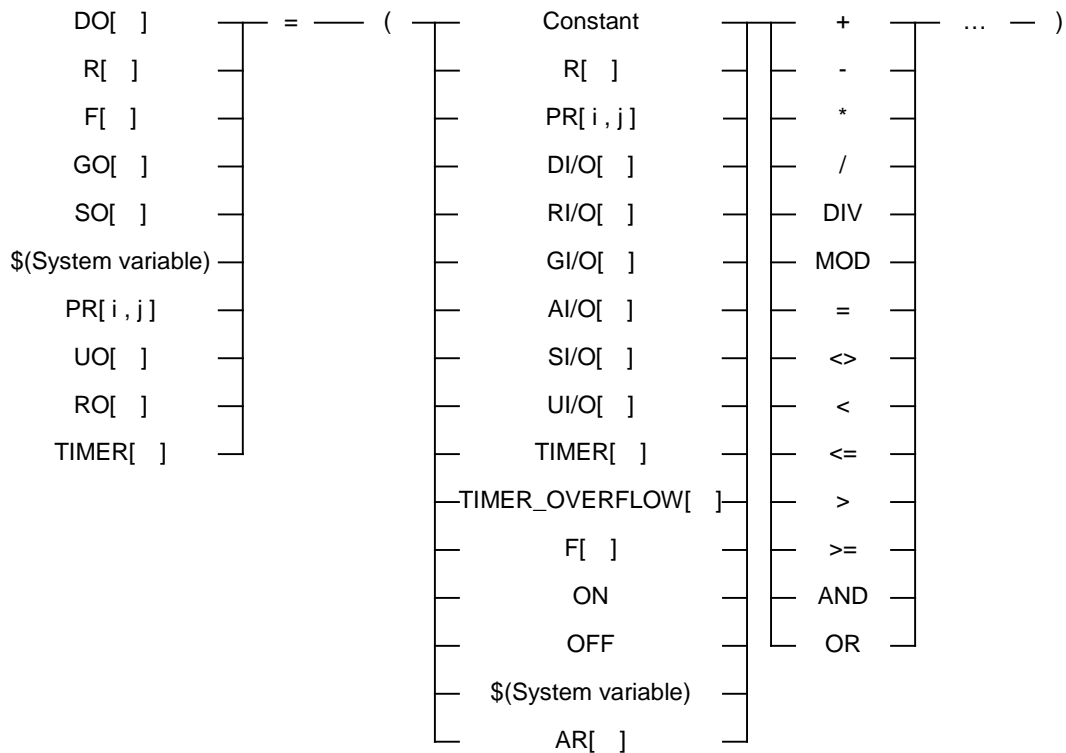 DO[ ] = ( Constant + … )
R[ ] R[ ] -
F[ ] PR[ i , j ] *
GO[ ] DI/O[ ] /
SO[ ] RI/O[ ] DIV
$(System variable) GI/O[ ] MOD
PR[ i , j ] AI/O[ ] =
UO[ ] SI/O[ ] <>
RO[ ] UI/O[ ] <
TIMER[ ] TIMER[ ] <=
TIMER_OVERFLOW[ ] >
F[ ] >=
ON AND
OFF OR
$(System variable)
AR[ ]